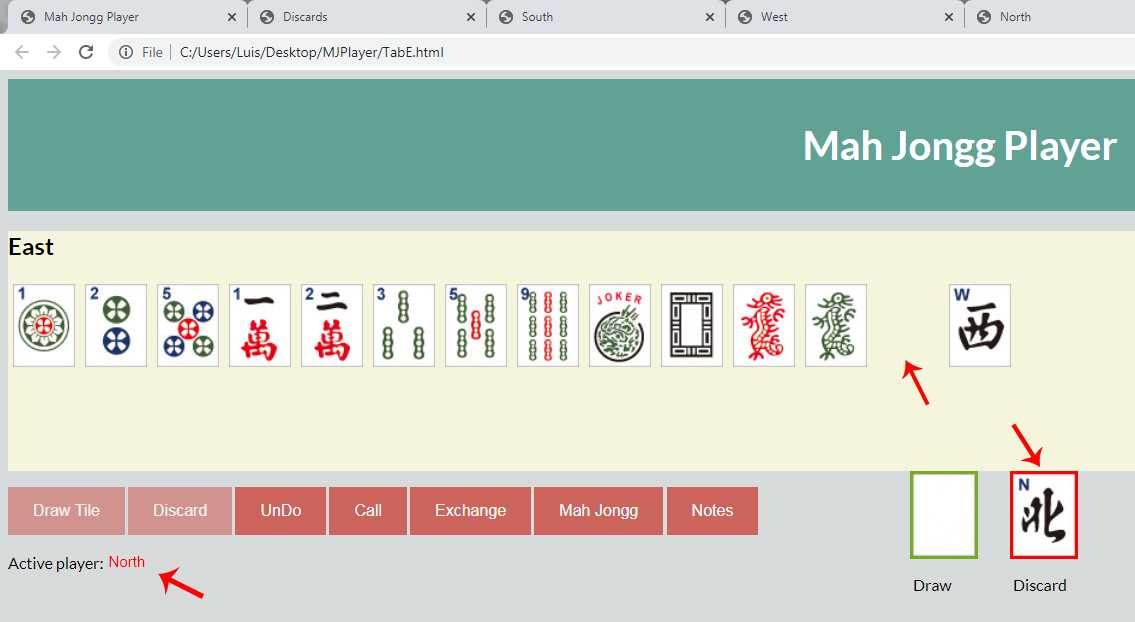 Mah Jongg Player Discards South West North
File C:/Users/Luis/Desktop/MJPlayer/TabE.html
Mah Jongg Player
East
1 2 5 1 2 3 5 9 JOKER W
一 二 西
萬 萬
Draw Tile Discard UnDo Call Exchange Mah Jongg Notes
N
北
Active player: North
Draw Discard